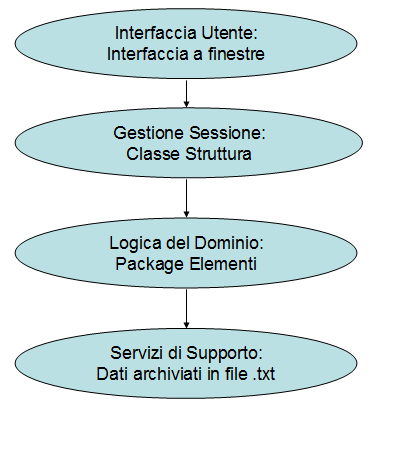 Interfaccia Utente:
Interfaccia a finestre
Gestione Sessione:
Classe Struttura
Logica del Dominio:
Package Elementi
Servizi di Supporto:
Dati archiviati in file .txt